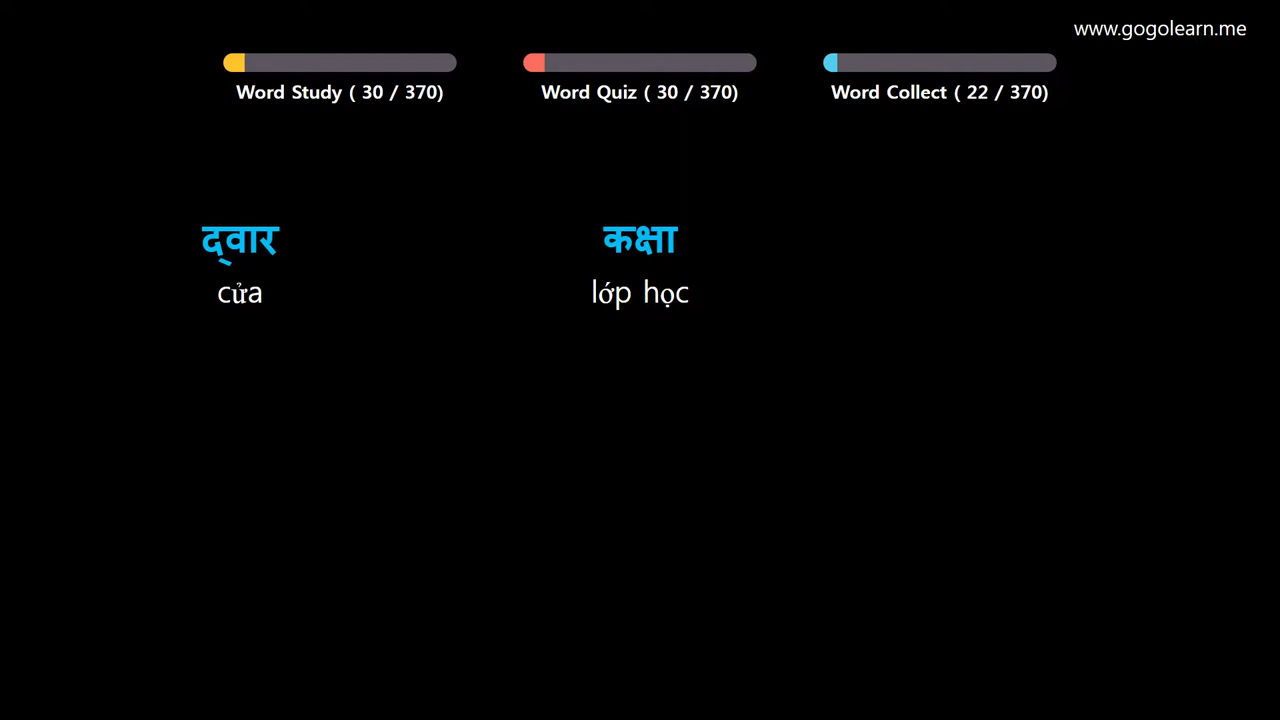 www.gogolearn.me
Word Study ( 30 / 370)
Word Quiz ( 30 / 370)
Word Collect ( 22 / 370)
द्‌वार
cửa
कक्षा
lớp học